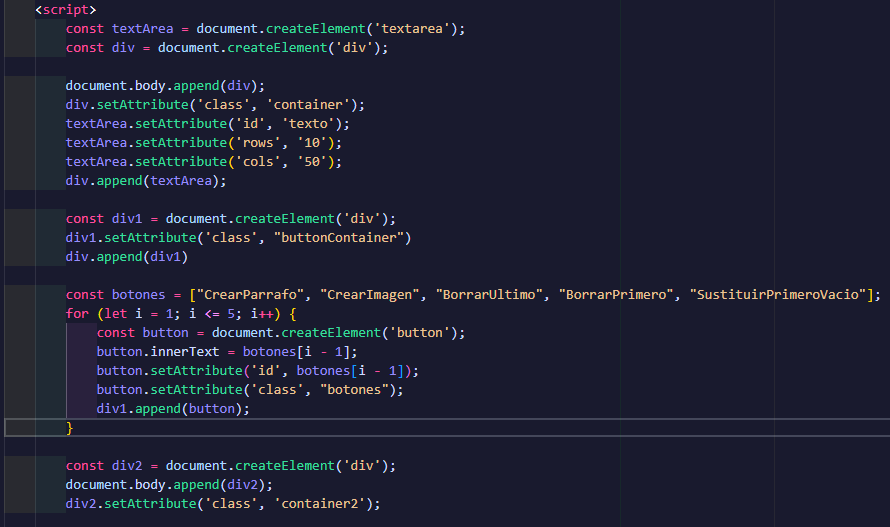 <script>
const textArea = document.createElement('textarea');
const div = document.createElement('div');
document.body.append(div);
div.setAttribute('class', 'container');
textArea.setAttribute('id', 'texto');
textArea.setAttribute('rows', '10');
textArea.setAttribute('cols', '50');
div.append(textArea);
const div1 = document.createElement('div');
div1.setAttribute('class', "buttonContainer")
div.append(div1)
const botones = ["CrearParrafo", "CrearImagen", "BorrarUltimo", "BorrarPrimero", "SustituirPrimeroVacio"];
for (let i = 1; i <= 5; i++) {
const button = document.createElement('button');
button.innerText = botones[i - 1];
button.setAttribute('id', botones[i - 1]);
button.setAttribute('class', "botones");
div1.append(button);
}
const div2 = document.createElement('div');
document.body.append(div2);
div2.setAttribute('class', 'container2');